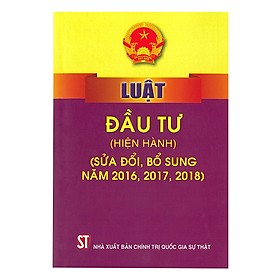 LUẬT
ĐẦU TƯ
(HIỆN HÀNH)
(SỬA ĐỔI, BỔ SUNG
NĂM 2016, 2017, 2018)
ST NHÀ XUẤT BẢN CHÍNH TRỊ QUỐC GIA SỰ THẬT